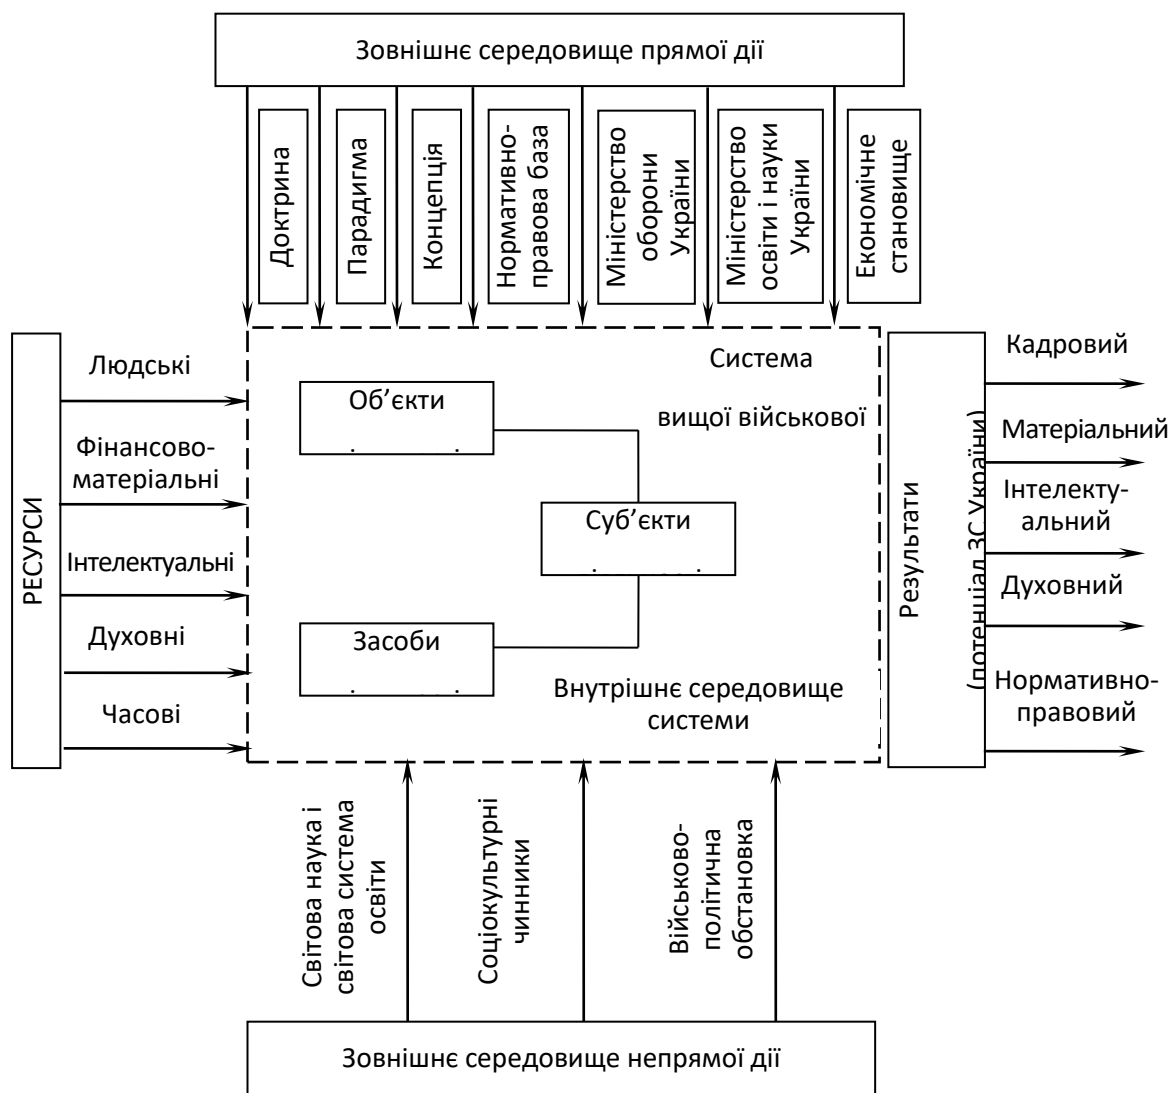 Зовнішнє середовище прямої дії
Доктрина
Парадигма
Концепція
Нормативно-
правова база
Міністерство
оборони
України
Міністерство
освіти і науки
України
Економічне
становище
РЕСУРСИ
Людські
Фінансово-
матеріальні
Інтелектуальні
Духовні
Часові
Система
вищої військової
Об’єкти
Суб’єкти
Засоби
Внутрішнє середовище
системи
Результати
(потенціал ЗС України)
Кадровий
Матеріальний
Інтелекту-
альний
Духовний
Нормативно-
правовий
Світова наука і
світова система
освіти
Соціокультурні
чинники
Військово-
політична
обстановка
Зовнішнє середовище непрямої дії